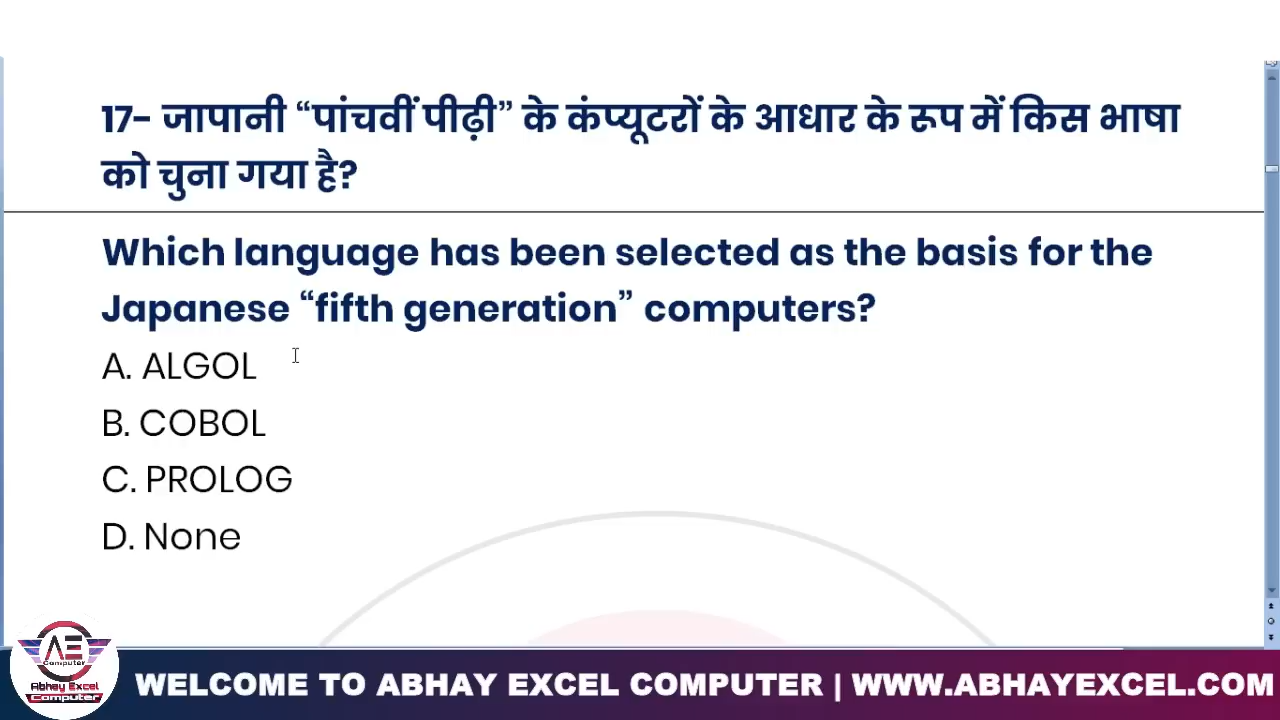 17- जापानी “पांचवीं पीढ़ी” के कंप्यूटरों के आधार के रूप में किस भाषा
को चुना गया है?
Which language has been selected as the basis for the
Japanese “fifth generation” computers?
A. ALGOL
B. COBOL
C. PROLOG
D. None
AE
Computer
Abhay Excel
Computer
WELCOME TO ABHAY EXCEL COMPUTER | WWW.ABHAYEXCEL.COM